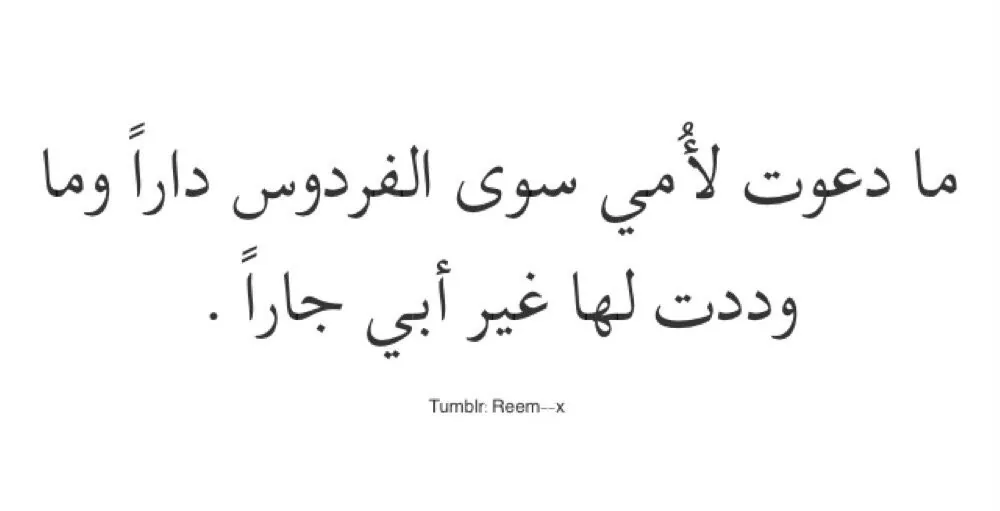 ما دعوت لأُمي سوى الفردوس داراً وما
وددت لها غير أبي جاراً .
Tumblr: Reem--x